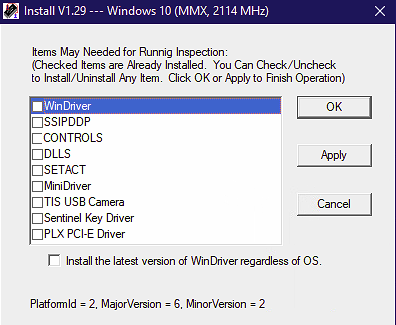 Install V1.29 --- Windows 10 (MMX, 2114 MHz)
Items May Needed for Runnig Inspection:
(Checked Items are Already Installed. You Can Check/Uncheck
to Install/Uninstall Any Item. Click OK or Apply to Finish Operation)
WinDriver
SSIPDDP
CONTROLS
DLLS
SETACT
MiniDriver
TIS USB Camera
Sentinel Key Driver
PLX PCI-E Driver
OK
Apply
Cancel
Install the latest version of WinDriver regardless of OS.
PlatformId = 2, MajorVersion = 6, MinorVersion = 2